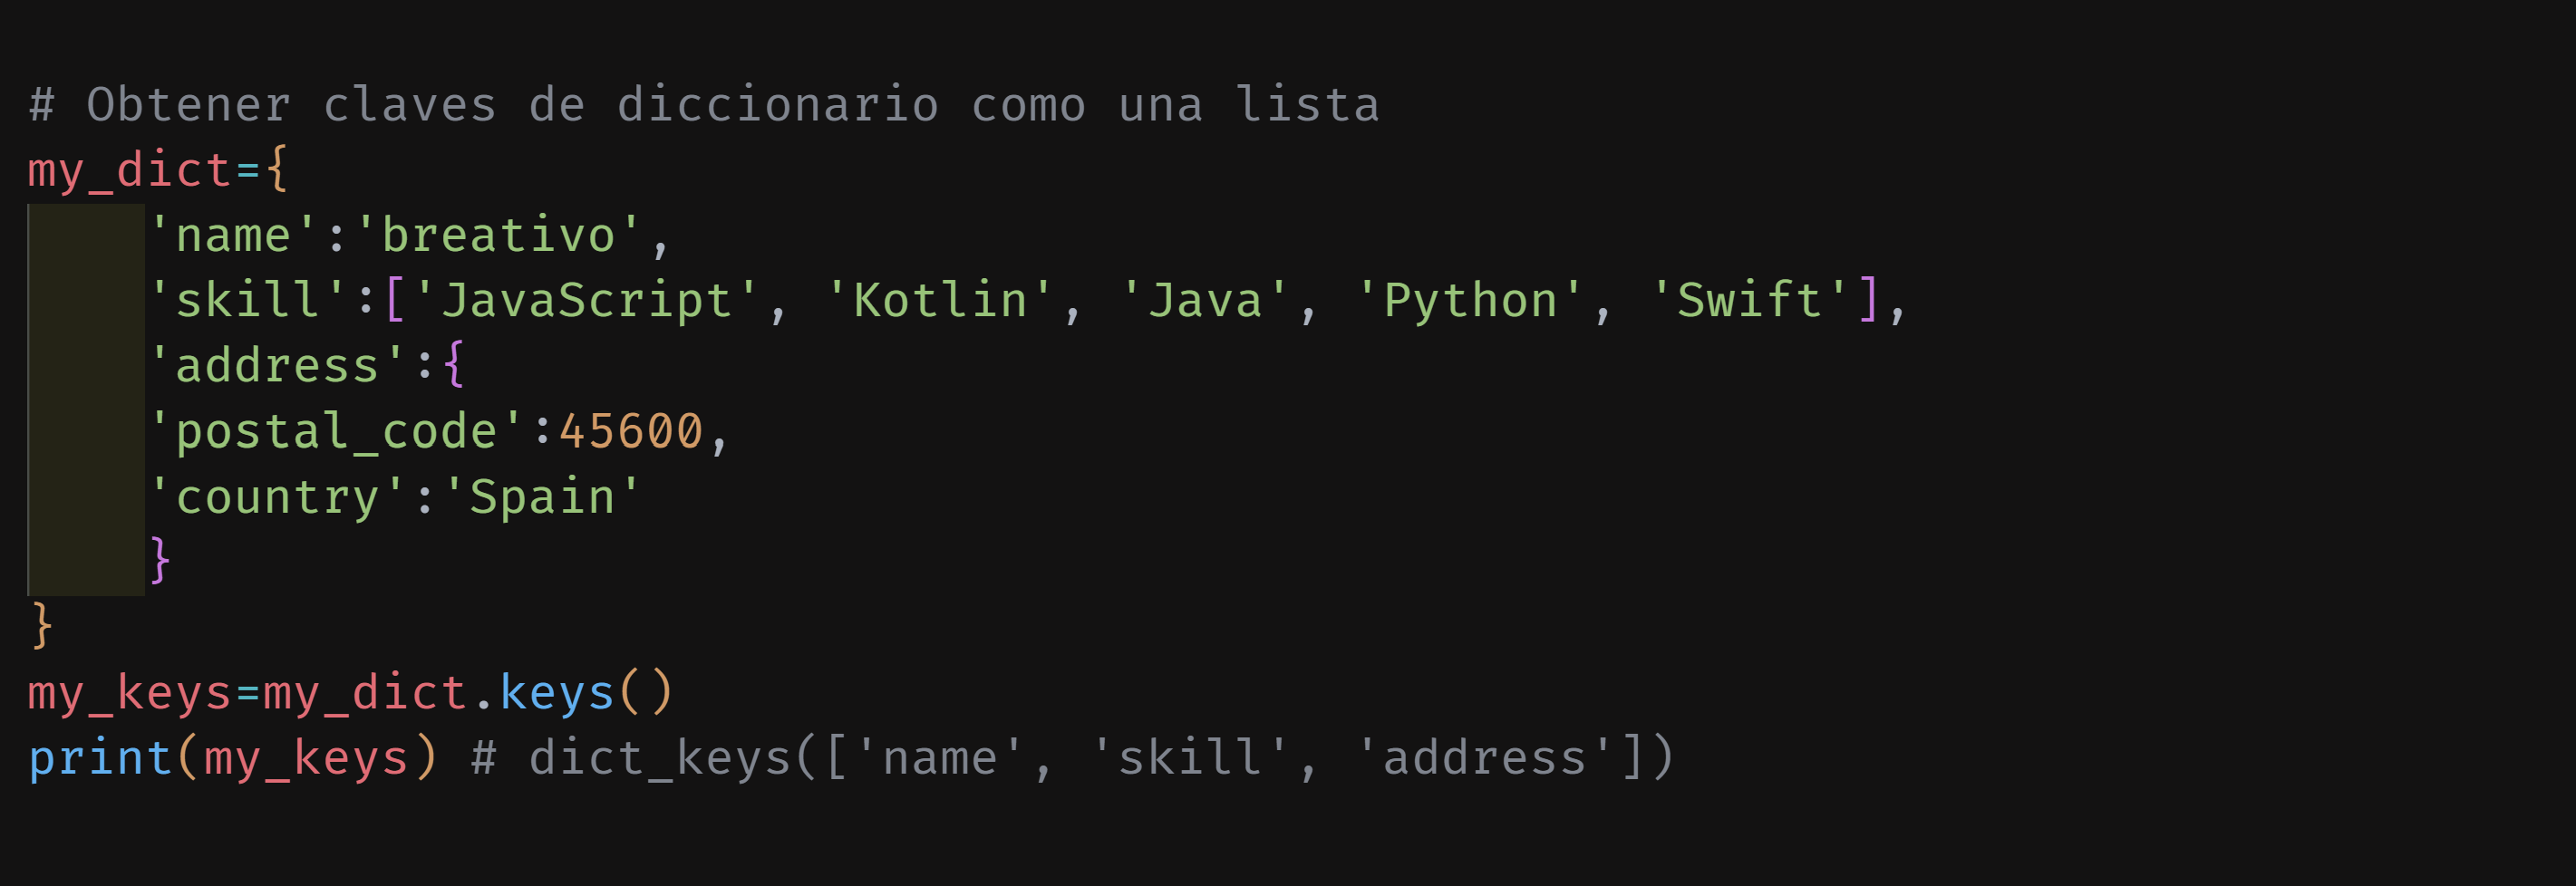 # Obtener claves de diccionario como una lista
my_dict={
    'name':'breativo',
    'skill':['JavaScript', 'Kotlin', 'Java', 'Python', 'Swift'],
    'address':{
    'postal_code':45600,
    'country':'Spain'
    }
}
my_keys=my_dict.keys()
print(my_keys) # dict_keys(['name', 'skill', 'address'])